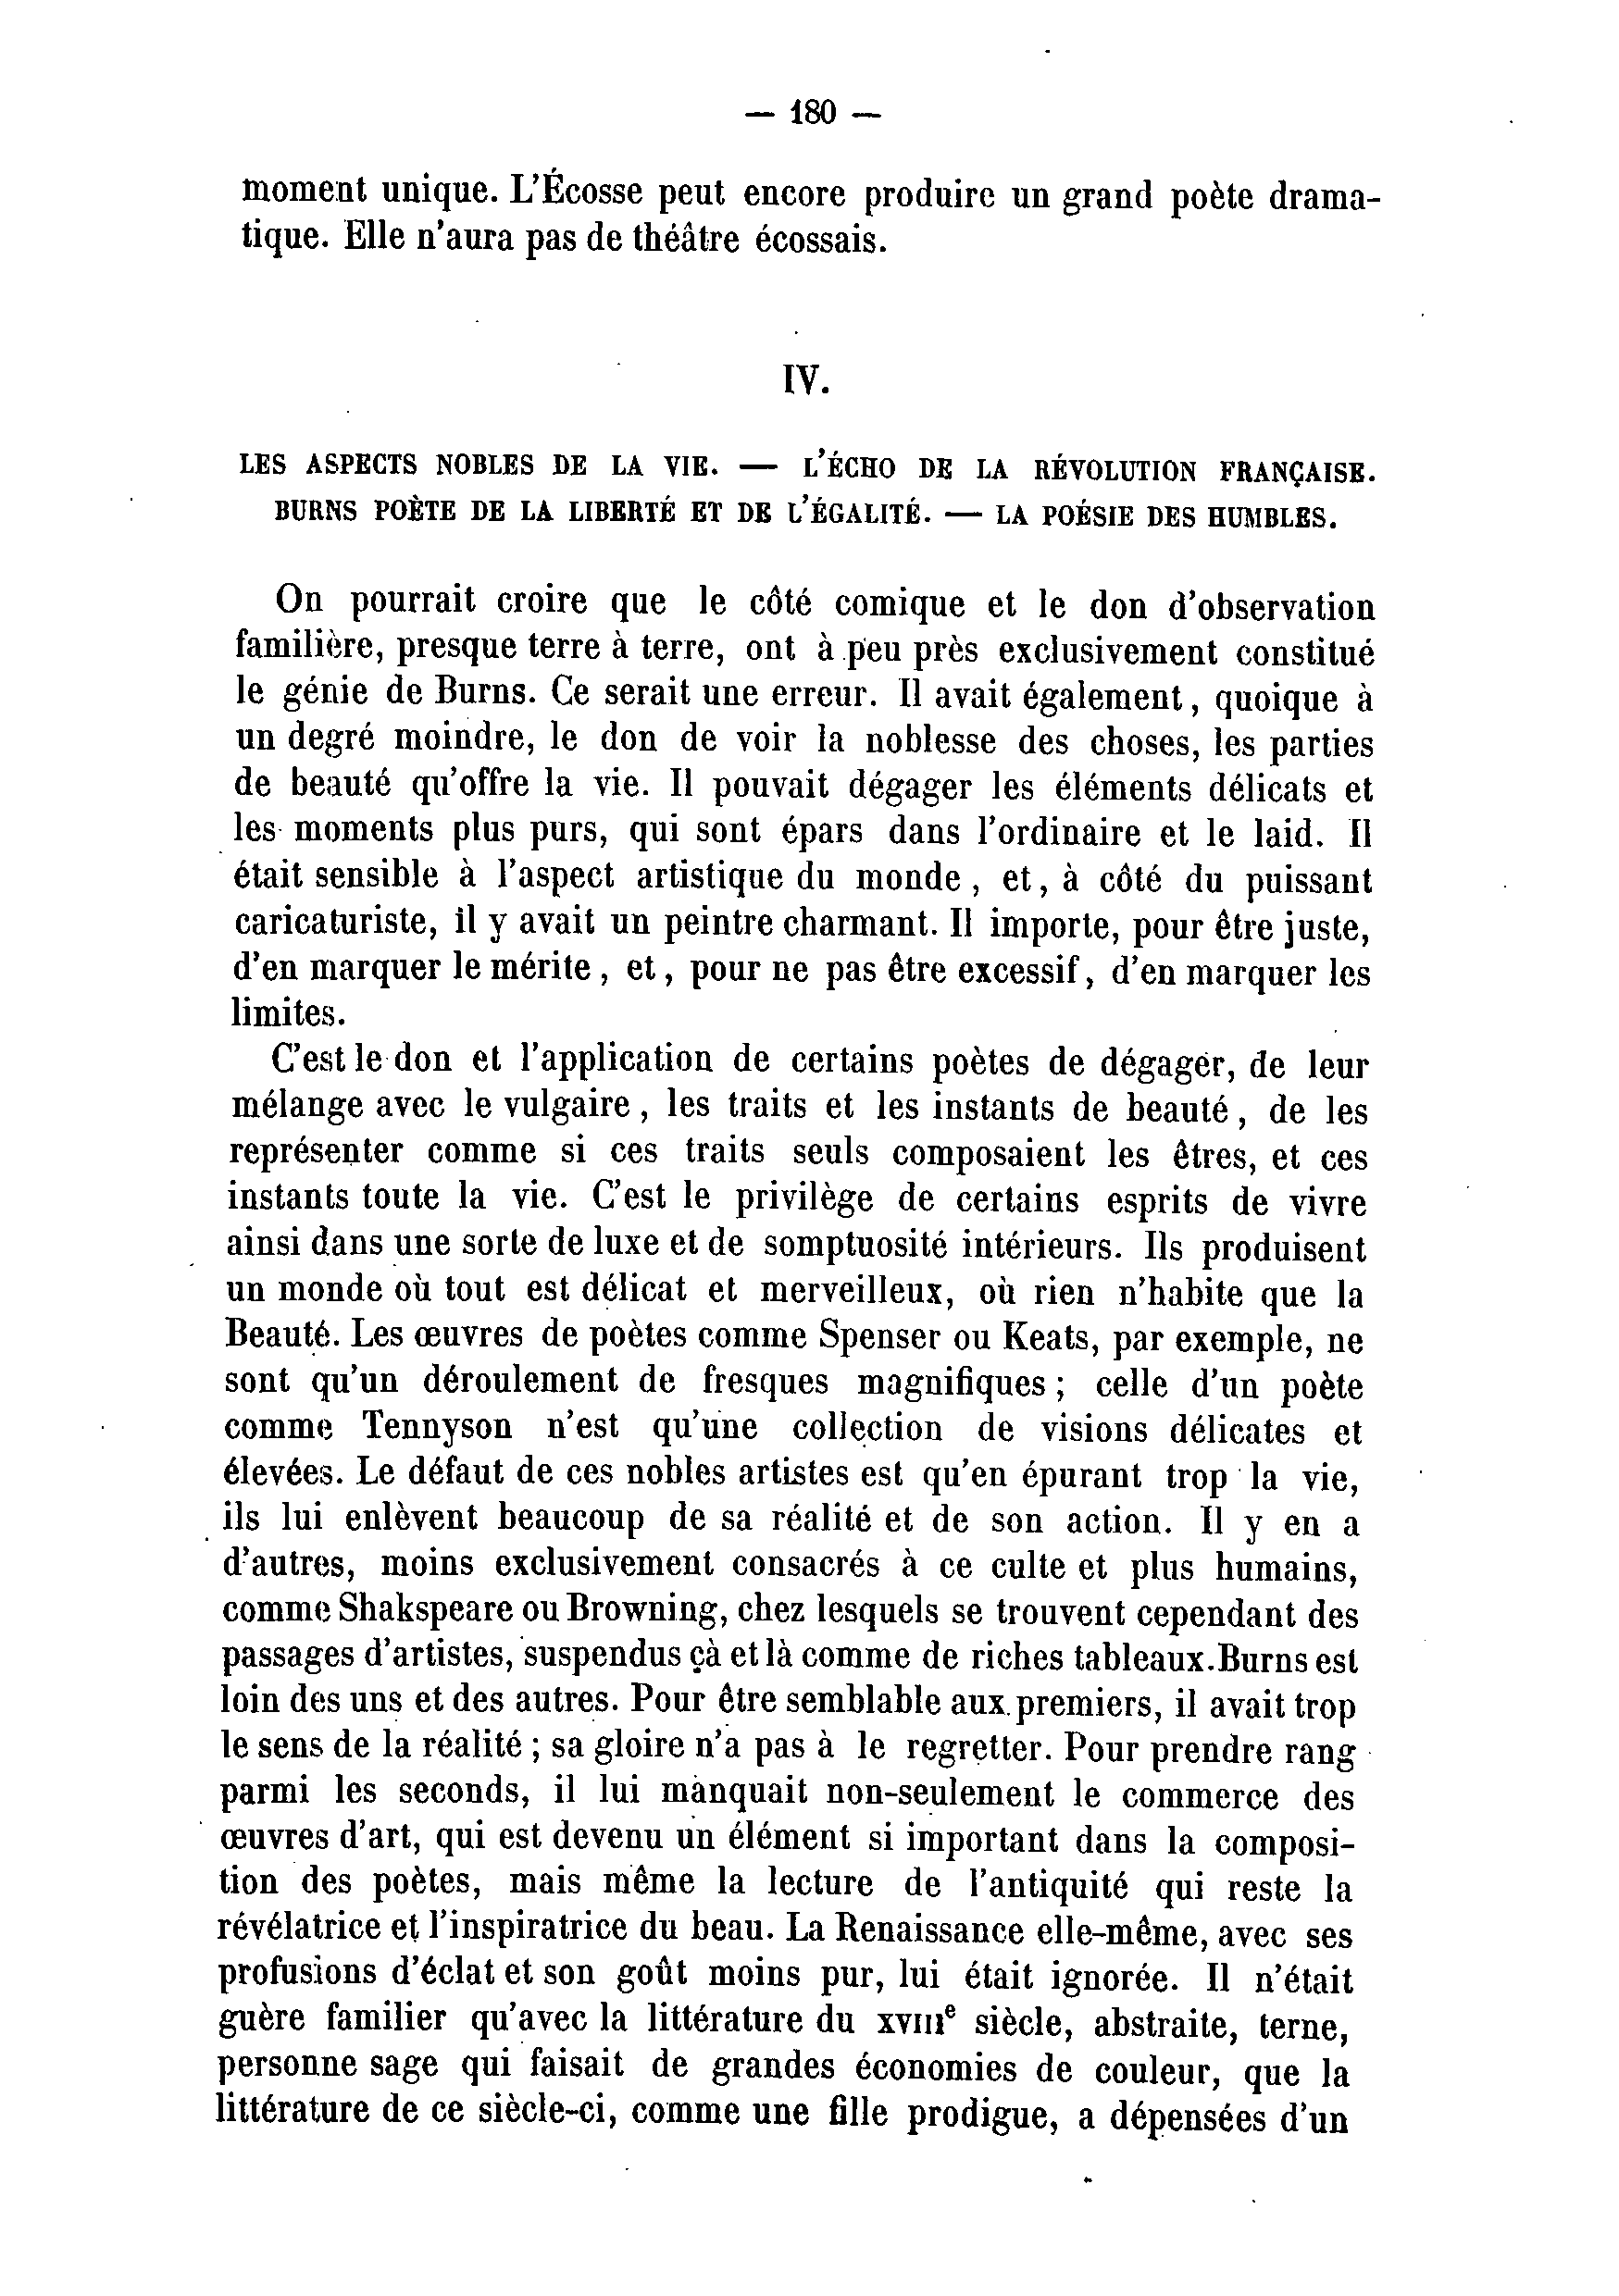 — 180 —
moment unique. L'Écosse peut encore produire un grand poète drama-
tique. Elle n'aura pas de théâtre écossais.
IV.
LES ASPECTS NOBLES DE LA VIE. — L'ÉCHO DE LA RÉVOLUTION FRANÇAISE.
BURNS POÈTE DE LA LIBERTÉ ET DE L'ÉGALITÉ. — LA POÉSIE DES HUMBLES.
On pourrait croire que le côté comique et le don d'observation
familière, presque terre à terre, ont à peu près exclusivement constitué
le génie de Burns. Ce serait une erreur. Il avait également, quoique à
un degré moindre, le don de voir la noblesse des choses, les parties
de beauté qu'offre la vie. Il pouvait dégager les éléments délicats et
les moments plus purs, qui sont épars dans l'ordinaire et le laid. Il
était sensible à l'aspect artistique du monde, et, à côté du puissant
caricaturiste, il y avait un peintre charmant. Il importe, pour être juste,
d'en marquer le mérite, et, pour ne pas être excessif, d'en marquer les
limites.
C'est le don et l'application de certains poètes de dégager, de leur
mélange avec le vulgaire, les traits et les instants de beauté, de les
représenter comme si ces traits seuls composaient les êtres, et ces
instants toute la vie. C'est le privilège de certains esprits de vivre
ainsi dans une sorte de luxe et de somptuosité intérieurs. Ils produisent
un monde où tout est délicat et merveilleux, où rien n'habite que la
Beauté. Les œuvres de poètes comme Spenser ou Keats, par exemple, ne
sont qu'un déroulement de fresques magnifiques ; celle d'un poète
comme Tennyson n'est qu'une collection de visions délicates et
élevées. Le défaut de ces nobles artistes est qu'en épurant trop la vie,
ils lui enlèvent beaucoup de sa réalité et de son action. Il y en a
d'autres, moins exclusivement consacrés à ce culte et plus humains,
comme Shakspeare ou Browning, chez lesquels se trouvent cependant des
passages d'artistes, suspendus çà et là comme de riches tableaux. Burns est
loin des uns et des autres. Pour être semblable aux premiers, il avait trop
le sens de la réalité ; sa gloire n'a pas à le regretter. Pour prendre rang
parmi les seconds, il lui manquait non-seulement le commerce des
œuvres d'art, qui est devenu un élément si important dans la composi-
tion des poètes, mais même la lecture de l'antiquité qui reste la
révélatrice et l'inspiratrice du beau. La Renaissance elle-même, avec ses
profusions d'éclat et son goût moins pur, lui était ignorée. Il n'était
guère familier qu'avec la littérature du XVIIIe siècle, abstraite, terne,
personne sage qui faisait de grandes économies de couleur, que la
littérature de ce siècle-ci, comme une fille prodigue, a dépensées d'un